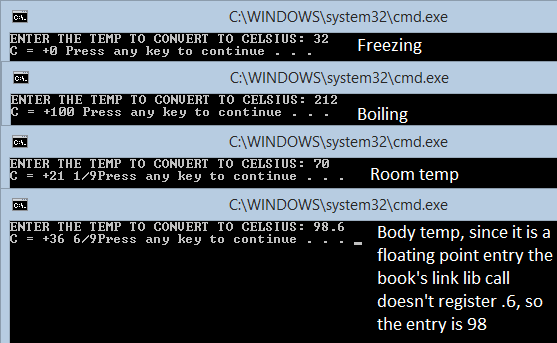 C:\WINDOWS\system32\cmd.exe
ENTER THE TEMP TO CONVERT TO CELSIUS: 32
C = +0 Press any key to continue . . .
Freezing
C:\WINDOWS\system32\cmd.exe
ENTER THE TEMP TO CONVERT TO CELSIUS: 212
C = +100 Press any key to continue . . .
Boiling
C:\WINDOWS\system32\cmd.exe
ENTER THE TEMP TO CONVERT TO CELSIUS: 70
C = +21 1/9Press any key to continue . . .
Room temp
C:\WINDOWS\system32\cmd.exe
ENTER THE TEMP TO CONVERT TO CELSIUS: 98.6
C = +36 6/9Press any key to continue . . . _
Body temp, since it is a
floating point entry the
book's link lib call
doesn't register .6, so
the entry is 98